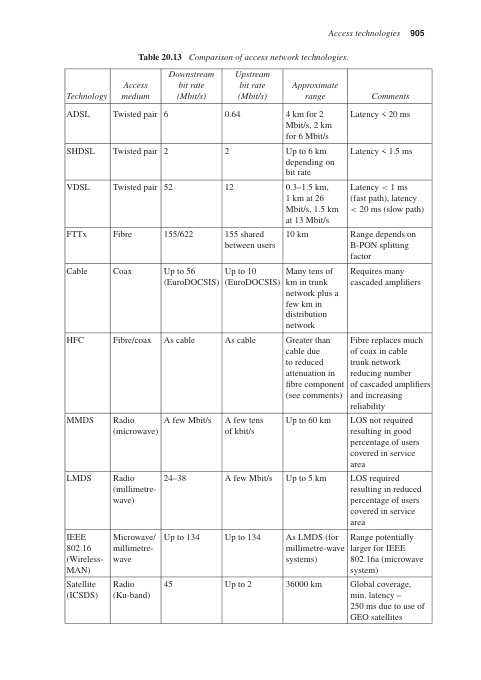 Access technologies 905
Table 20.13 Comparison of access network technologies.
Technology
Access
medium
Downstream
bit rate
(Mbit/s)
Upstream
bit rate
(Mbit/s)
Approximate
range
Comments
ADSL
Twisted pair
6
0.64
4 km for 2
Mbit/s, 2 km
for 6 Mbit/s
Latency < 20 ms
SHDSL
Twisted pair
2
2
Up to 6 km
depending on
bit rate
Latency < 1.5 ms
VDSL
Twisted pair
52
12
0.3–1.5 km,
1 km at 26
Mbit/s, 1.5 km
at 13 Mbit/s
Latency < 1 ms
(fast path), latency
< 20 ms (slow path)
FTTx
Fibre
155/622
155 shared
between users
10 km
Range depends on
B-PON splitting
factor
Cable
Coax
Up to 56
(EuroDOCSIS)
Up to 10
(EuroDOCSIS)
Many tens of
km in trunk
network plus a
few km in
distribution
network
Requires many
cascaded amplifiers
HFC
Fibre/coax
As cable
As cable
Greater than
cable due
to reduced
attenuation in
fibre component
(see comments)
Fibre replaces much
of coax in cable
trunk network
reducing number
of cascaded amplifiers
and increasing
reliability
MMDS
Radio
(microwave)
A few Mbit/s
A few tens
of kbit/s
Up to 60 km
LOS not required
resulting in good
percentage of users
covered in service
area
LMDS
Radio
(millimetre-
wave)
24–38
A few Mbit/s
Up to 5 km
LOS required
resulting in reduced
percentage of users
covered in service
area
IEEE
802.16
(Wireless-
MAN)
Microwave/
millimetre-
wave
Up to 134
Up to 134
As LMDS (for
millimetre-wave
systems)
Range potentially
larger for IEEE
802.16a (microwave
system)
Satellite
(ICSDS)
Radio
(Ku-band)
45
Up to 2
36000 km
Global coverage,
min. latency –
250 ms due to use of
GEO satellites